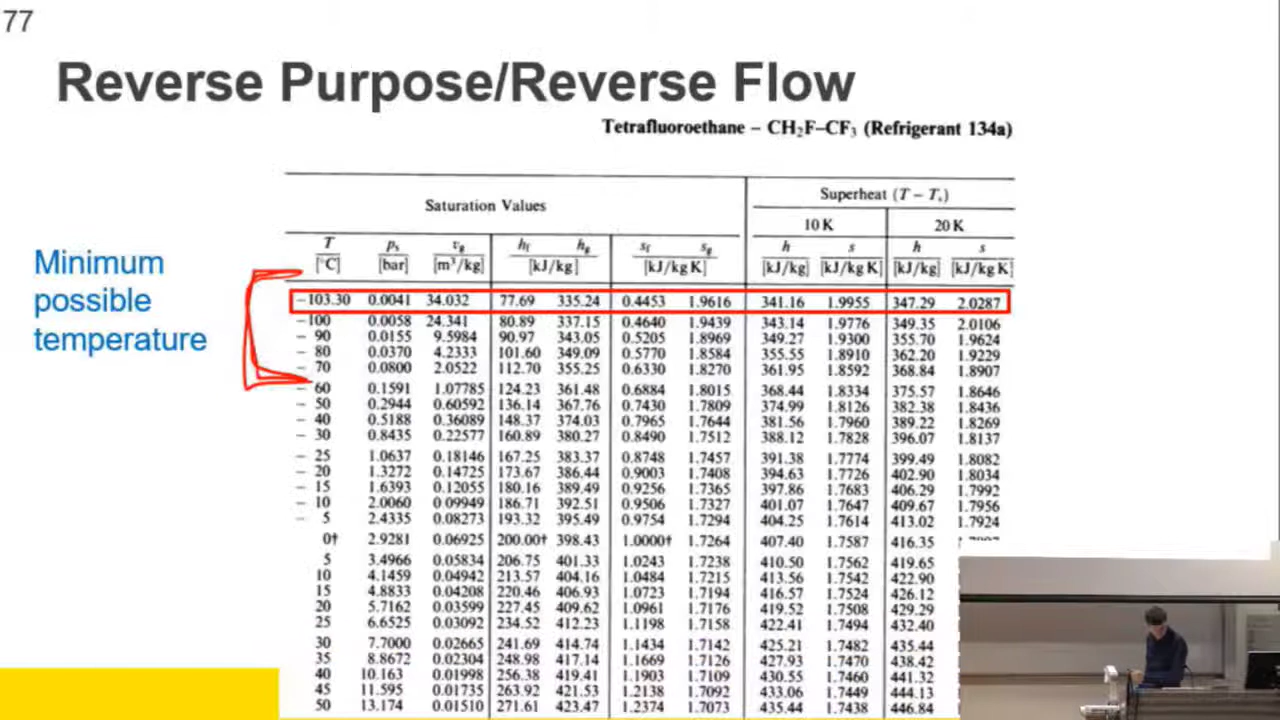 77
Reverse Purpose/Reverse Flow
Tetrafluoroethane – CH₂F–CF₃ (Refrigerant 134a)
Saturation Values
Superheat (T – Tₛ)
10 K 20 K
T pₛ v_g h_f h_g s_f s_g h s h s
[°C] [bar] [m³/kg] [kJ/kg] [kJ/kg K] [kJ/kg] [kJ/kg K] [kJ/kg] [kJ/kg K]
Minimum
possible
temperature
–103.30 0.0041 34.032 77.69 335.24 0.4453 1.9616 341.16 1.9955 347.29 2.0287
–100 0.0058 24.341 80.89 337.15 0.4640 1.9439 343.14 1.9776 349.35 2.0106
– 90 0.0155 9.5984 90.97 343.05 0.5205 1.8969 349.27 1.9300 355.70 1.9624
– 80 0.0370 4.2333 101.60 349.09 0.5770 1.8584 355.55 1.8910 362.20 1.9229
– 70 0.0800 2.0522 112.70 355.25 0.6330 1.8270 361.95 1.8592 368.84 1.8907
– 60 0.1591 1.07785 124.23 361.48 0.6884 1.8015 368.44 1.8334 375.57 1.8646
– 50 0.2944 0.60592 136.14 367.76 0.7430 1.7809 374.99 1.8126 382.38 1.8436
– 40 0.5188 0.36089 148.37 374.03 0.7965 1.7644 381.56 1.7960 389.22 1.8269
– 30 0.8435 0.22577 160.89 380.27 0.8490 1.7512 388.12 1.7828 396.07 1.8137
– 25 1.0637 0.18146 167.25 383.37 0.8748 1.7457 391.38 1.7774 399.49 1.8082
– 20 1.3272 0.14725 173.67 386.44 0.9003 1.7408 394.63 1.7726 402.90 1.8034
– 15 1.6393 0.12055 180.16 389.49 0.9256 1.7365 397.86 1.7683 406.29 1.7992
– 10 2.0060 0.09949 186.71 392.51 0.9506 1.7327 401.07 1.7647 409.67 1.7956
– 5 2.4335 0.08273 193.32 395.49 0.9754 1.7294 404.25 1.7614 413.02 1.7924
0† 2.9281 0.06925 200.00† 398.43 1.0000† 1.7264 407.40 1.7587 416.35
5 3.4966 0.05834 206.75 401.33 1.0243 1.7238 410.50 1.7562 419.65
10 4.1459 0.04942 213.57 404.16 1.0484 1.7215 413.56 1.7542 422.90
15 4.8833 0.04208 220.46 406.93 1.0723 1.7194 416.57 1.7524 426.12
20 5.7162 0.03599 227.45 409.62 1.0961 1.7176 419.52 1.7508 429.29
25 6.6525 0.03092 234.52 412.23 1.1198 1.7158 422.41 1.7494 432.40
30 7.7000 0.02665 241.69 414.74 1.1434 1.7142 425.21 1.7482 435.44
35 8.8672 0.02304 248.98 417.14 1.1669 1.7126 427.93 1.7470 438.42
40 10.163 0.01998 256.38 419.41 1.1903 1.7109 430.55 1.7460 441.32
45 11.595 0.01735 263.92 421.53 1.2138 1.7092 433.06 1.7449 444.13
50 13.174 0.01510 271.61 423.47 1.2374 1.7073 435.44 1.7438 446.84